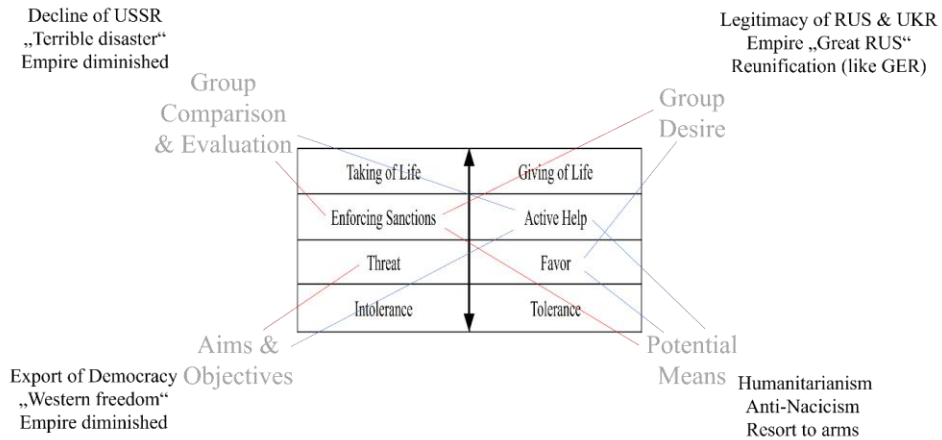 Decline of USSR
„Terrible disaster“
Empire diminished
Legitimacy of RUS & UKR
Empire „Great RUS“
Reunification (like GER)
Group
Comparison
& Evaluation
Group
Desire
Taking of Life
Giving of Life
Enforcing Sanctions
Active Help
Threat
Favor
Intolerance
Tolerance
Aims &
Objectives
Potential
Means
Export of Democracy
„Western freedom“
Empire diminished
Humanitarianism
Anti-Nacicism
Resort to arms